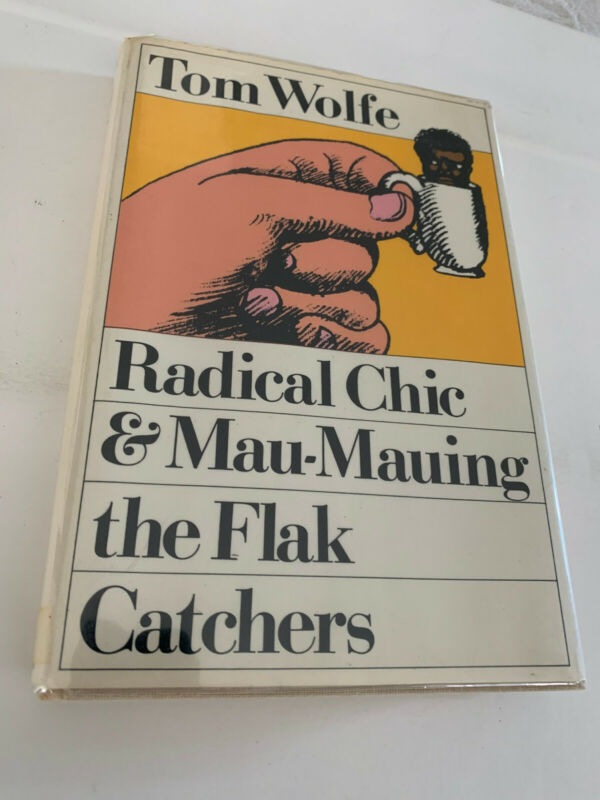 Tom Wolfe
Radical Chic
& Mau-Mauing
the Flak
Catchers